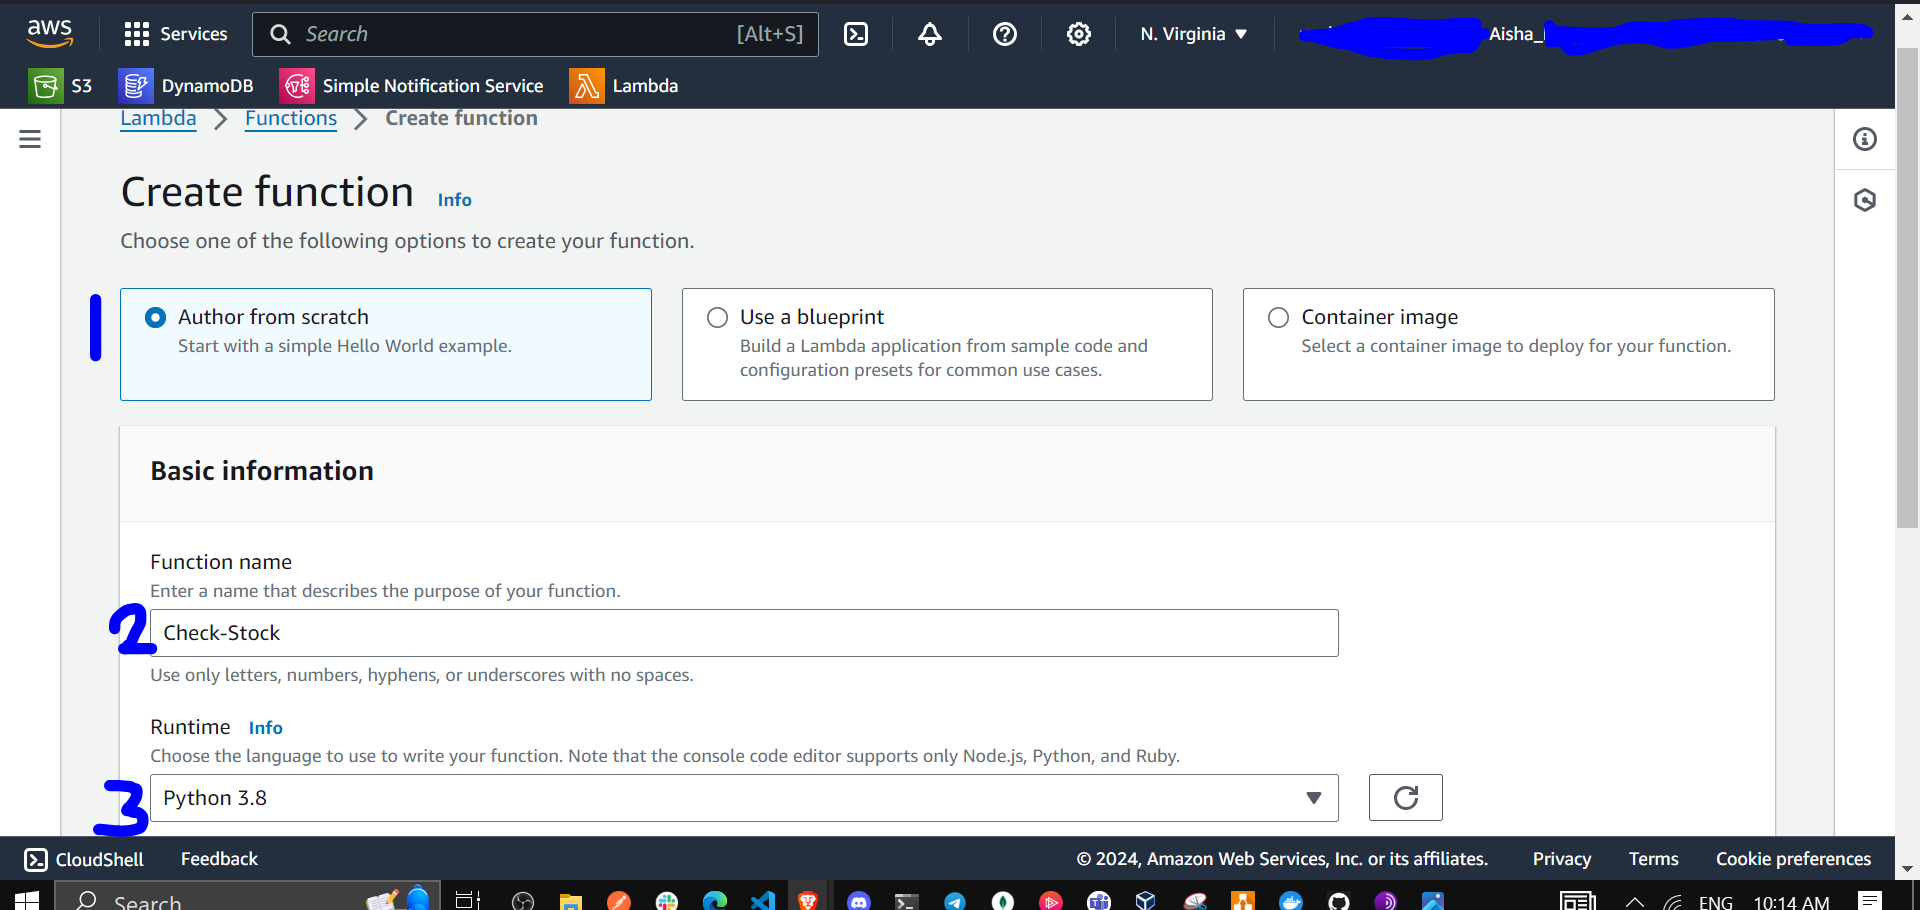 aws Services Search [Alt+S] N. Virginia Aisha_
S3 DynamoDB Simple Notification Service Lambda
Lambda Functions Create function
Create function Info
Choose one of the following options to create your function.
1
Author from scratch
Start with a simple Hello World example.
Use a blueprint
Build a Lambda application from sample code and
configuration presets for common use cases.
Container image
Select a container image to deploy for your function.
Basic information
Function name
Enter a name that describes the purpose of your function.
2 Check-Stock
Use only letters, numbers, hyphens, or underscores with no spaces.
Runtime Info
Choose the language to use to write your function. Note that the console code editor supports only Node.js, Python, and Ruby.
3 Python 3.8
CloudShell Feedback © 2024, Amazon Web Services, Inc. or its affiliates. Privacy Terms Cookie preferences
Search ENG 10:14 AM